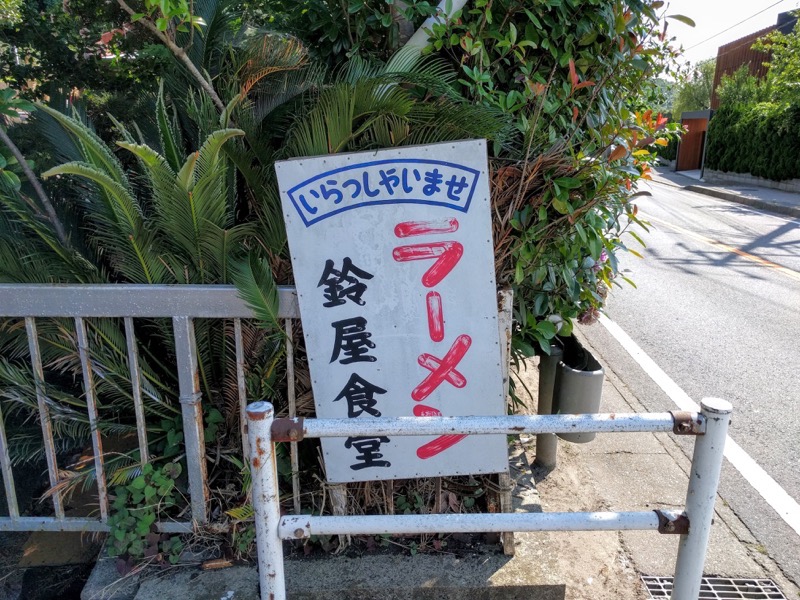 いらっしゃいませ
ラーメン
鈴屋食堂